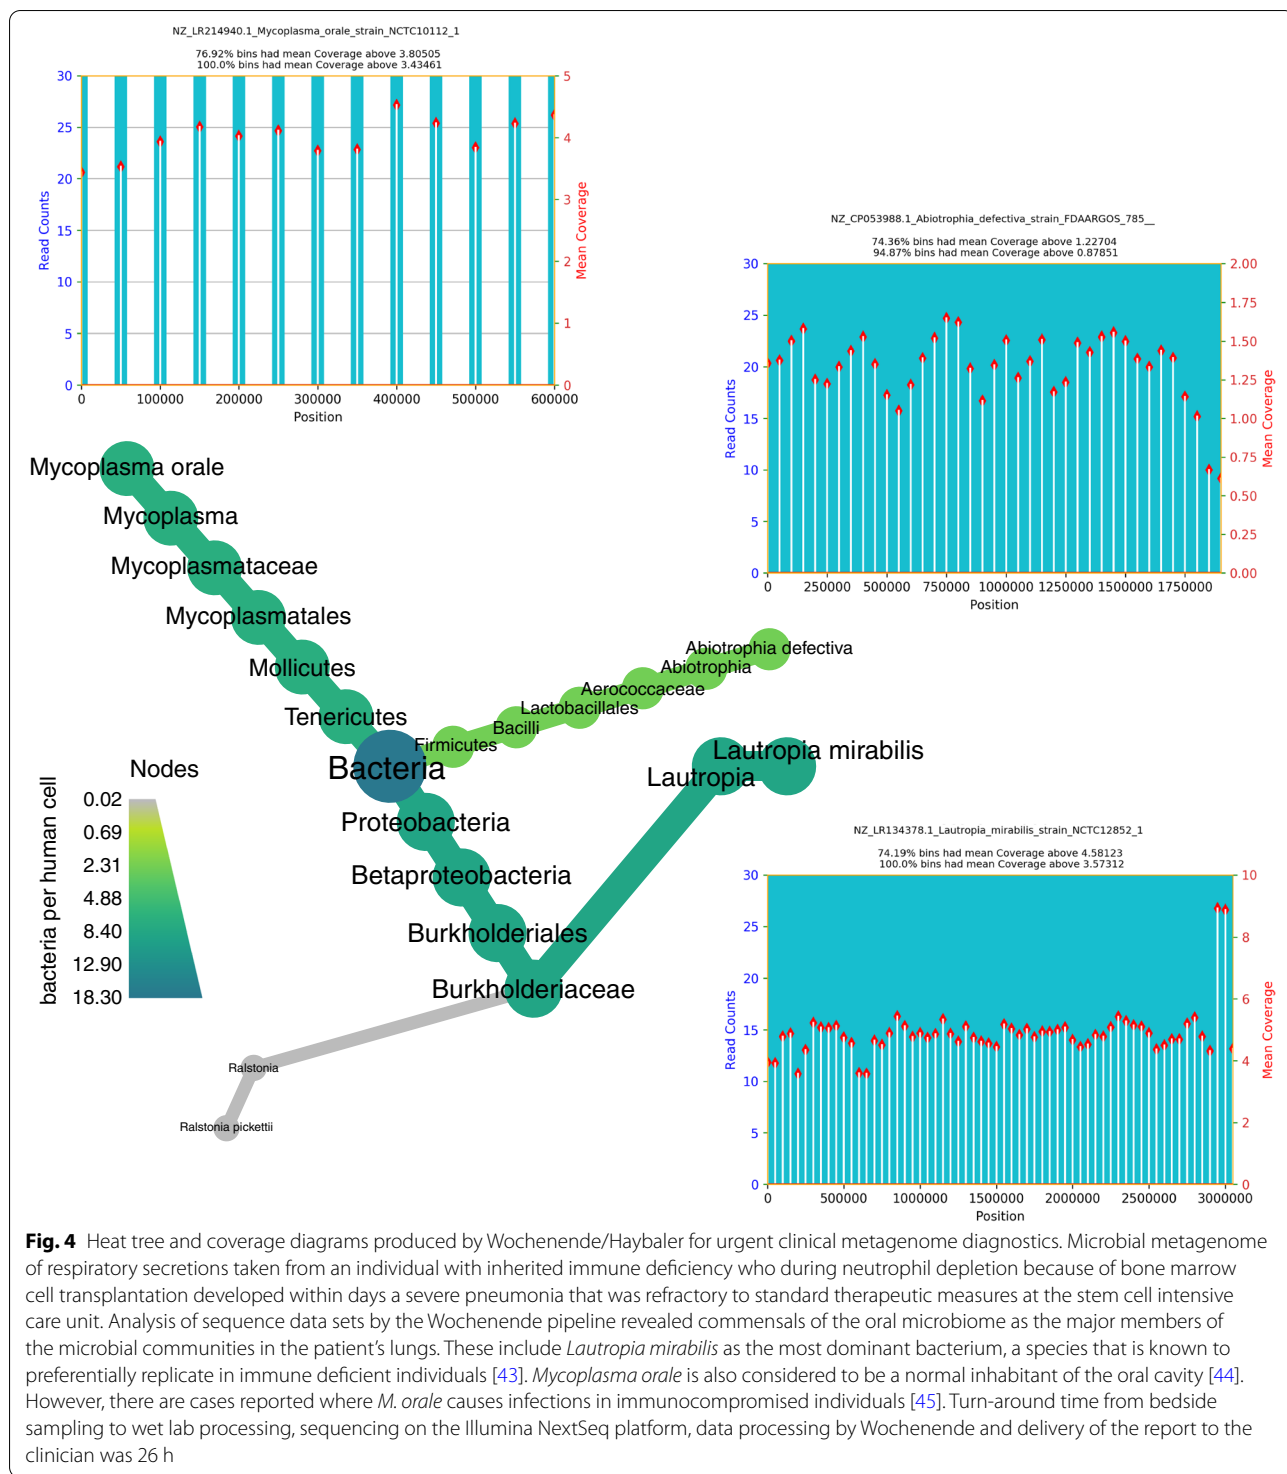 NZ_LR214940.1_Mycoplasma_orale_strain_NCTC10112_1
76.92% bins had mean Coverage above 3.80505
100.0% bins had mean Coverage above 3.43461
30
25
20
15
10
5
0
Read Counts
5
4
3
2
1
0
Mean Coverage
0 100000 200000 300000 400000 500000 600000
Position
NZ_CP053988.1_Abiotrophia_defectiva_strain_FDAARGOS_785__
74.36% bins had mean Coverage above 1.22704
94.87% bins had mean Coverage above 0.87851
30
25
20
15
10
5
0
Read Counts
2.00
1.75
1.50
1.25
1.00
0.75
0.50
0.25
0.00
Mean Coverage
0 250000 500000 750000 1000000 1250000 1500000 1750000
Position
Mycoplasma orale
Mycoplasma
Mycoplasmataceae
Mycoplasmatales
Mollicutes
Tenericutes
Bacteria
Firmicutes
Bacilli
Lactobacillales
Aerococcaceae
Abiotrophia
Abiotrophia defectiva
Proteobacteria
Betaproteobacteria
Burkholderiales
Burkholderiaceae
Lautropia
Lautropia mirabilis
Ralstonia
Ralstonia pickettii
Nodes
bacteria per human cell
0.02
0.69
2.31
4.88
8.40
12.90
18.30
NZ_LR134378.1_Lautropia_mirabilis_strain_NCTC12852_1
74.19% bins had mean Coverage above 4.58123
100.0% bins had mean Coverage above 3.57312
30
25
20
15
10
5
0
Read Counts
10
8
6
4
2
0
Mean Coverage
0 500000 1000000 1500000 2000000 2500000 3000000
Position
Fig. 4 Heat tree and coverage diagrams produced by Wochenende/Haybaler for urgent clinical metagenome diagnostics. Microbial metagenome
of respiratory secretions taken from an individual with inherited immune deficiency who during neutrophil depletion because of bone marrow
cell transplantation developed within days a severe pneumonia that was refractory to standard therapeutic measures at the stem cell intensive
care unit. Analysis of sequence data sets by the Wochenende pipeline revealed commensals of the oral microbiome as the major members of
the microbial communities in the patient's lungs. These include Lautropia mirabilis as the most dominant bacterium, a species that is known to
preferentially replicate in immune deficient individuals [43]. Mycoplasma orale is also considered to be a normal inhabitant of the oral cavity [44].
However, there are cases reported where M. orale causes infections in immunocompromised individuals [45]. Turn-around time from bedside
sampling to wet lab processing, sequencing on the Illumina NextSeq platform, data processing by Wochenende and delivery of the report to the
clinician was 26 h